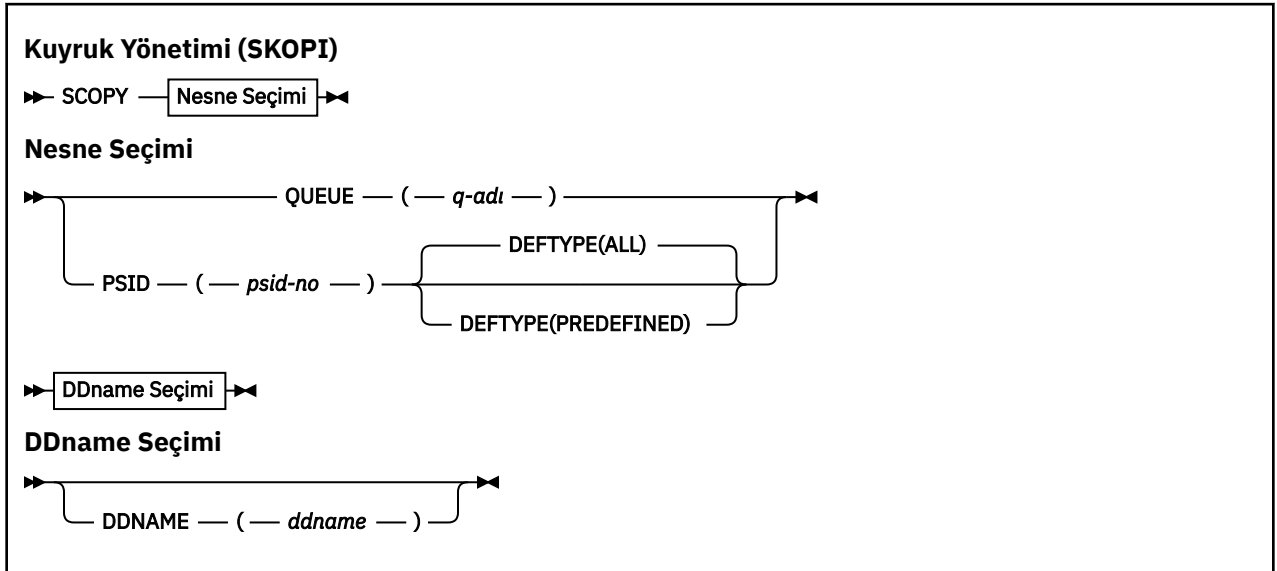 Kuyruk Yönetimi (SKOPI)
SCOPY Nesne Seçimi
Nesne Seçimi
QUEUE ( q-adı )
DEFTYPE(ALL)
PSID ( psid-no )
DEFTYPE(PREDEFINED)
DDname Seçimi
DDname Seçimi
DDNAME ( ddname )